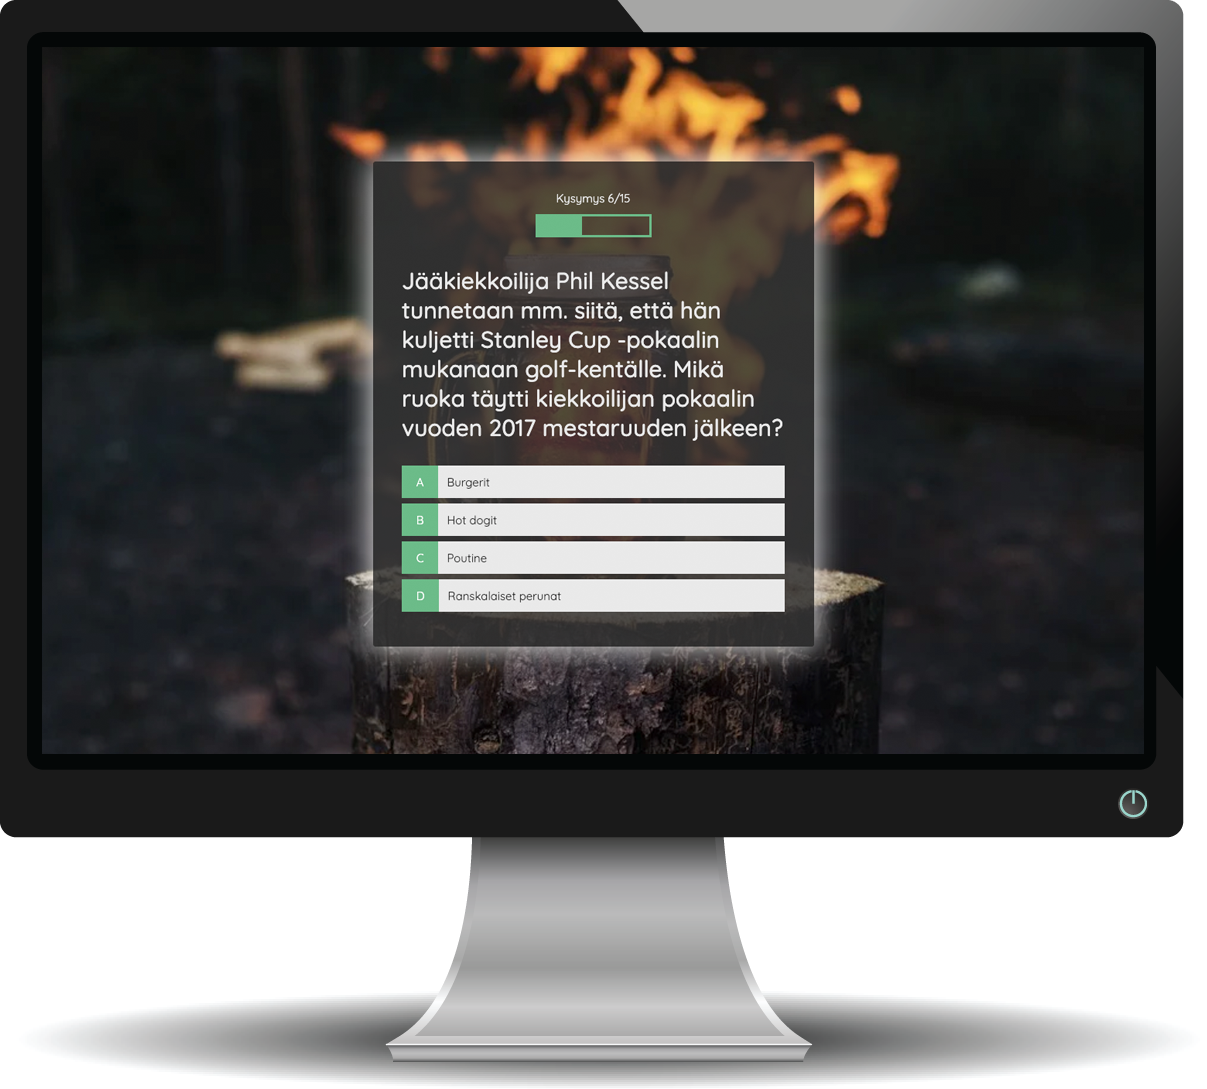 Kysymys 6/15
Jääkiekkoilija Phil Kessel
tunnetaan mm. siitä, että hän
kuljetti Stanley Cup -pokaalin
mukanaan golf-kentälle. Mikä
ruoka täytti kiekkoilijan pokaalin
vuoden 2017 mestaruuden jälkeen?
A Burgerit
B Hot dogit
C Poutine
D Ranskalaiset perunat